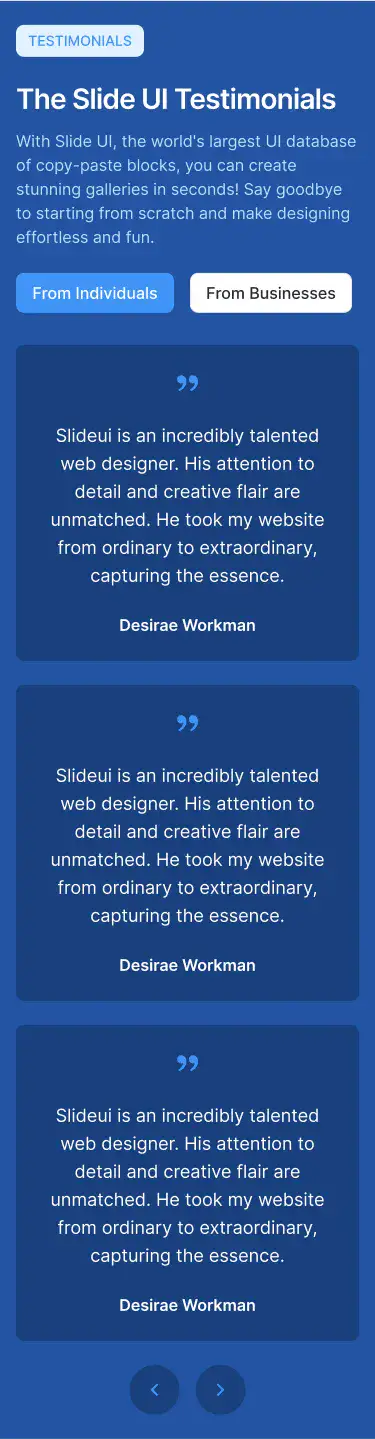 TESTIMONIALS
The Slide UI Testimonials
With Slide UI, the world's largest UI database
of copy-paste blocks, you can create
stunning galleries in seconds! Say goodbye
to starting from scratch and make designing
effortless and fun.
From Individuals
From Businesses
”
Slideui is an incredibly talented
web designer. His attention to
detail and creative flair are
unmatched. He took my website
from ordinary to extraordinary,
capturing the essence.
Desirae Workman
”
Slideui is an incredibly talented
web designer. His attention to
detail and creative flair are
unmatched. He took my website
from ordinary to extraordinary,
capturing the essence.
Desirae Workman
”
Slideui is an incredibly talented
web designer. His attention to
detail and creative flair are
unmatched. He took my website
from ordinary to extraordinary,
capturing the essence.
Desirae Workman